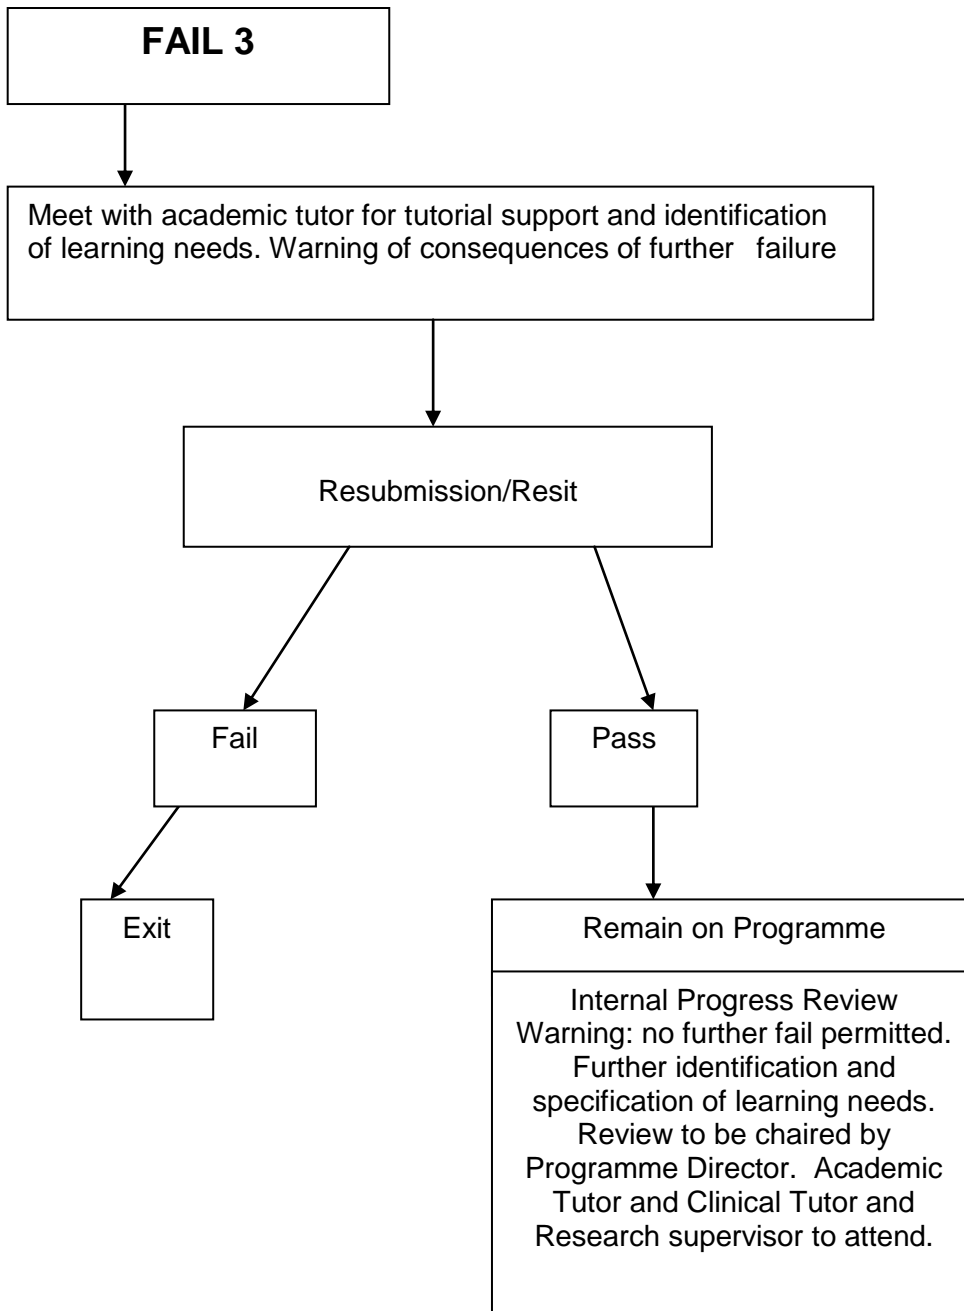 FAIL 3
Meet with academic tutor for tutorial support and identification
of learning needs. Warning of consequences of further failure
Resubmission/Resit
Fail
Pass
Exit
Remain on Programme
Internal Progress Review
Warning: no further fail permitted.
Further identification and
specification of learning needs.
Review to be chaired by
Programme Director. Academic
Tutor and Clinical Tutor and
Research supervisor to attend.